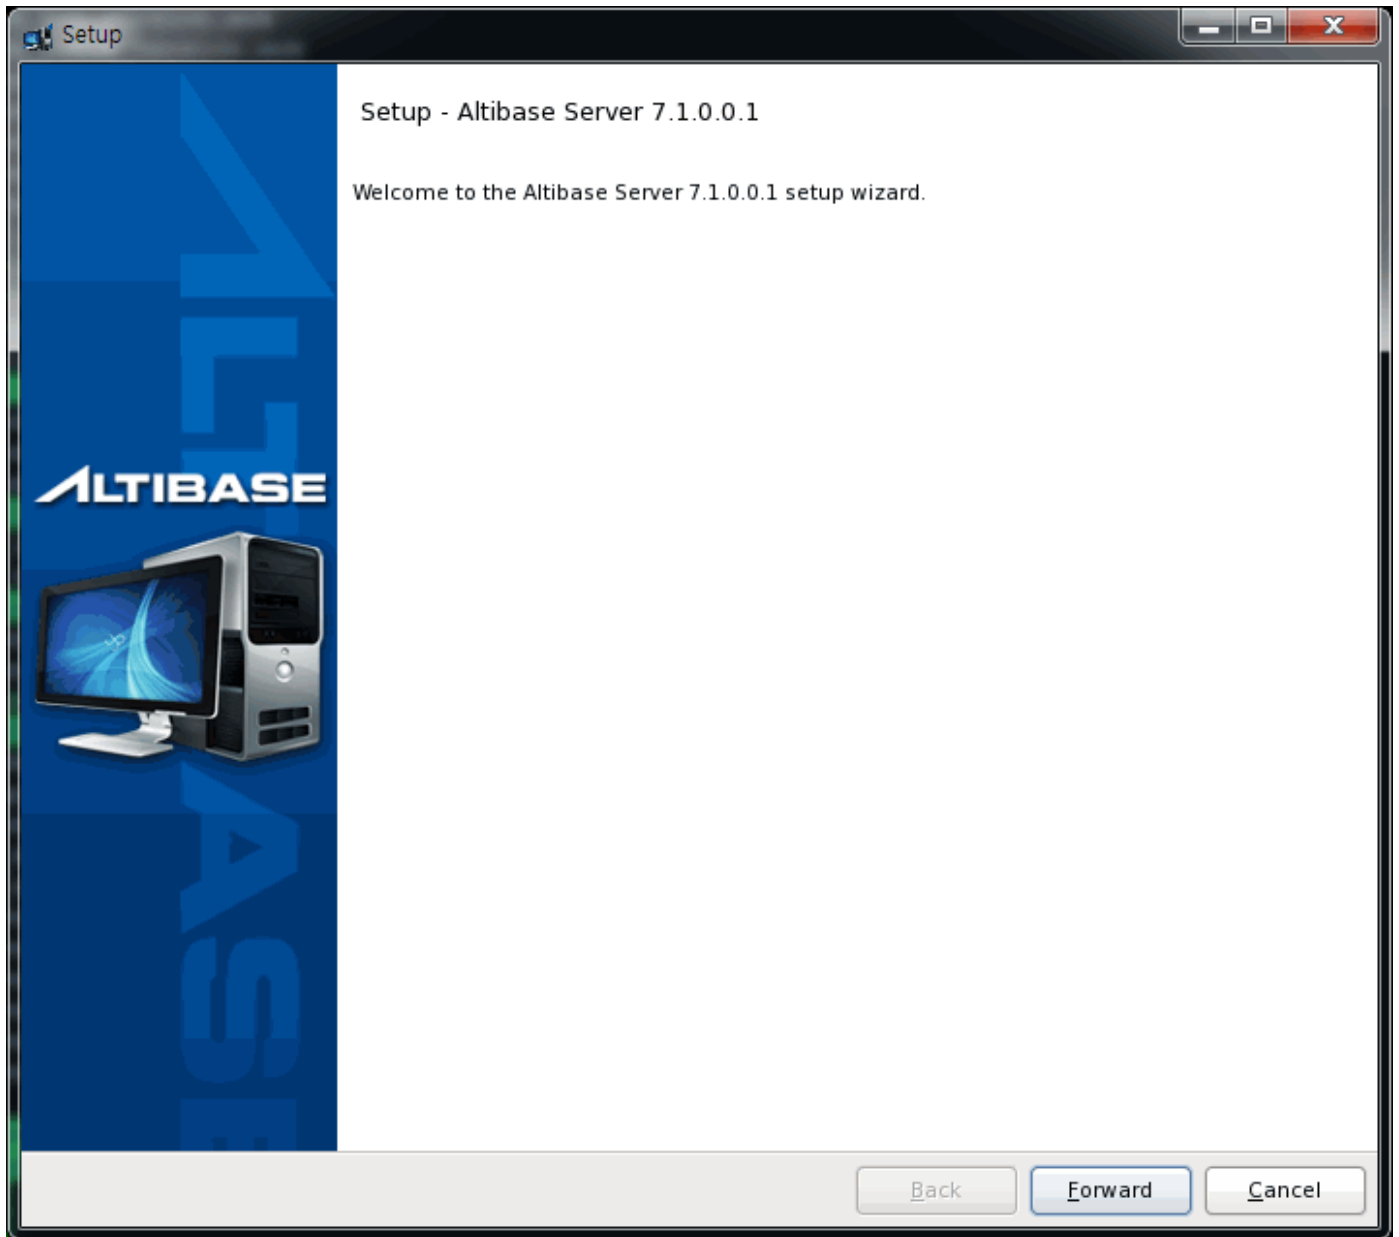 Setup
Setup - Altibase Server 7.1.0.0.1
Welcome to the Altibase Server 7.1.0.0.1 setup wizard.
ALTIBASE
ALTIBASE
Back
Forward
Cancel